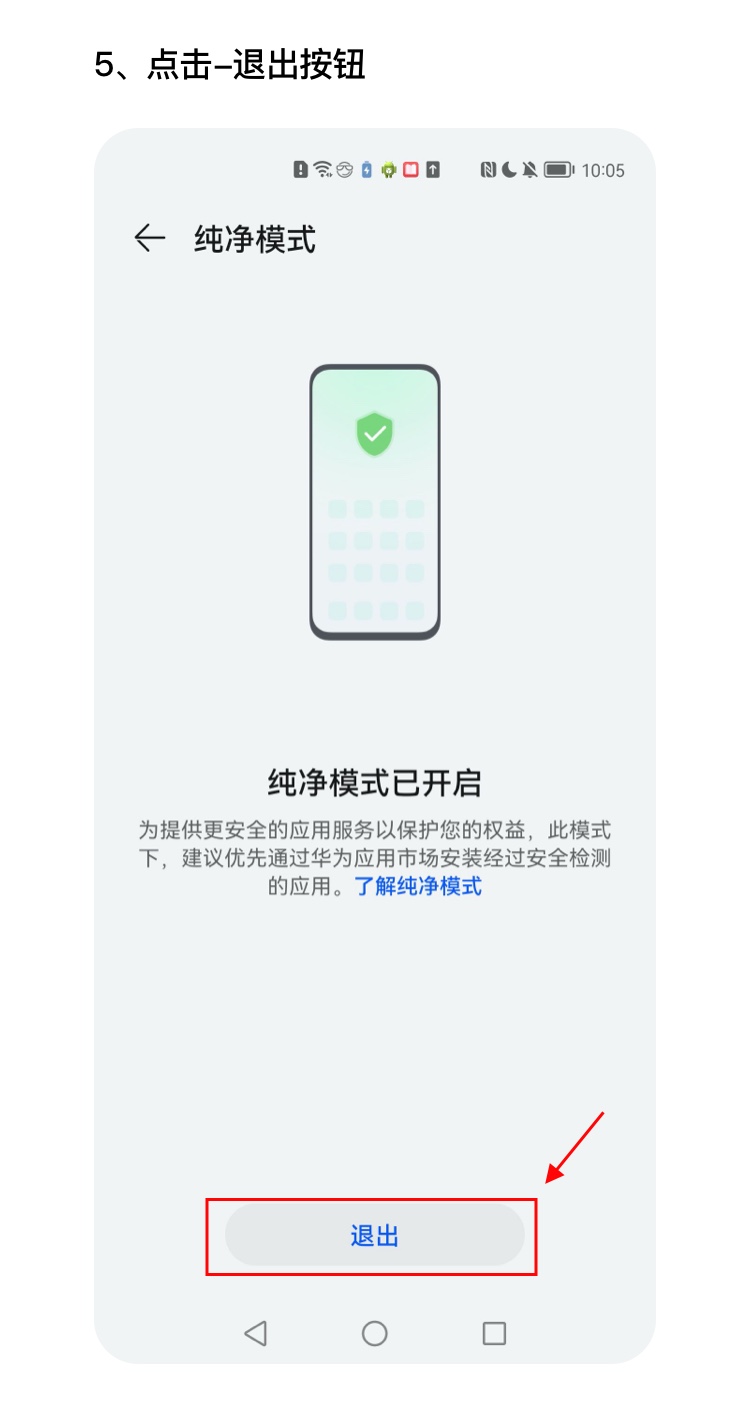 5、点击–退出按钮
10:05
纯净模式
纯净模式已开启
为提供更安全的应用服务以保护您的权益，此模式
下，建议优先通过华为应用市场安装经过安全检测
的应用。了解纯净模式
退出